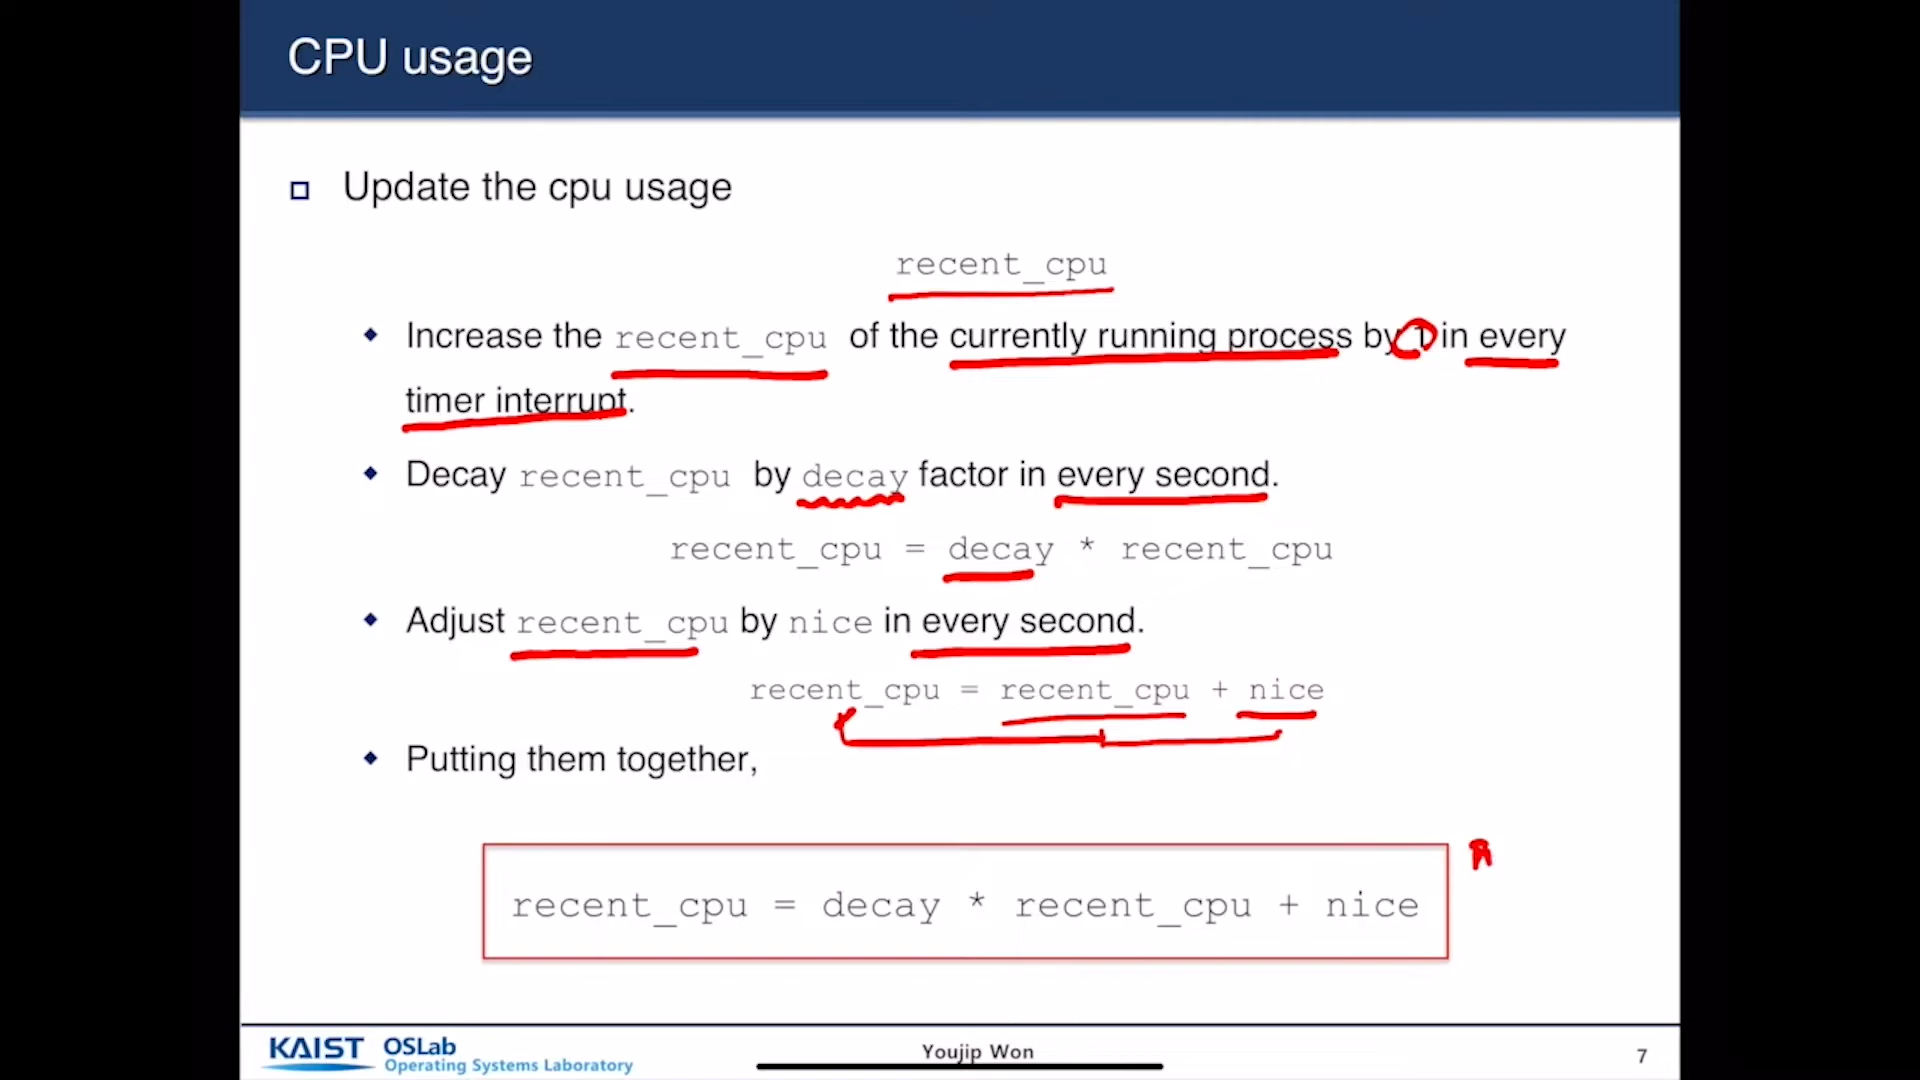 CPU usage
Update the cpu usage
recent_cpu
Increase the recent_cpu of the currently running process by 1 in every
timer interrupt.
Decay recent_cpu by decay factor in every second.
recent_cpu = decay * recent_cpu
Adjust recent_cpu by nice in every second.
recent_cpu = recent_cpu + nice
Putting them together,
recent_cpu = decay * recent_cpu + nice
KAIST OSLab
Operating Systems Laboratory
Youjip Won
7